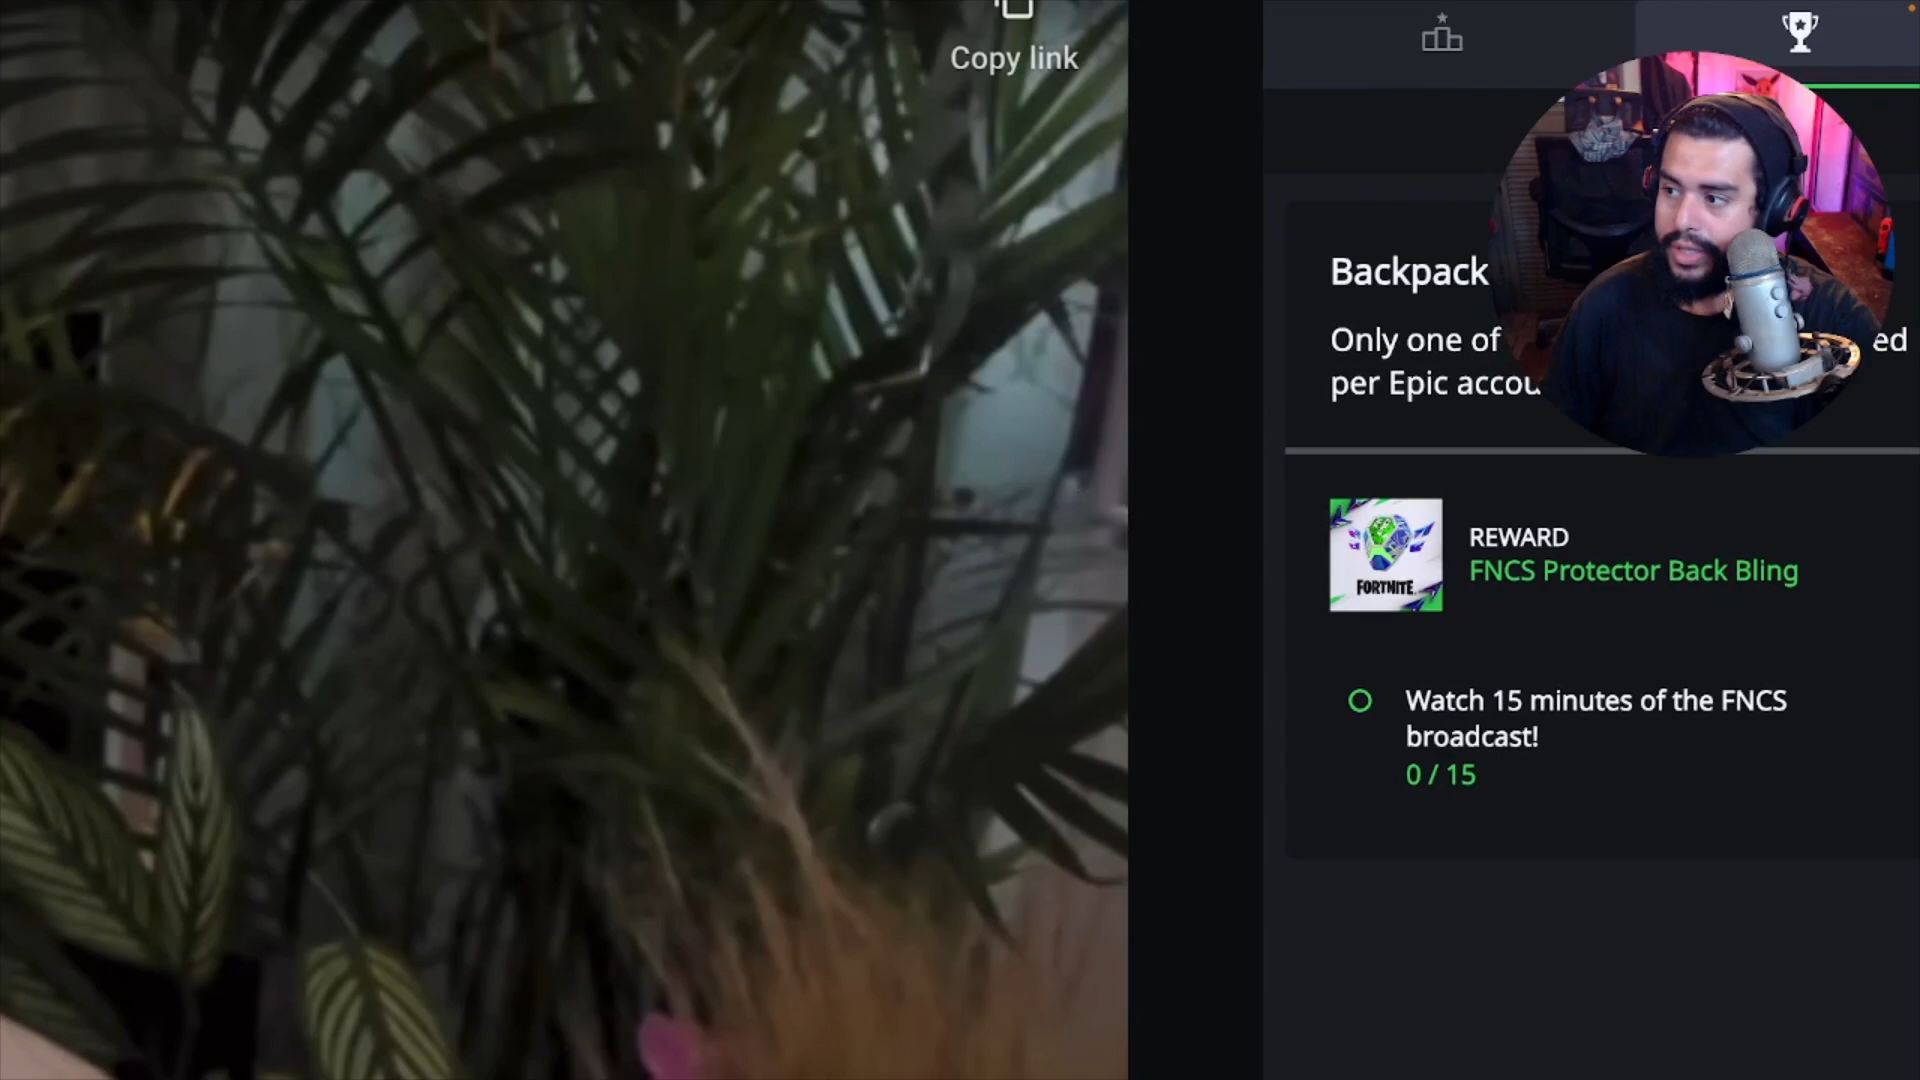 Copy link
Backpack
Only one of ed
per Epic accou
FORTNITE
REWARD
FNCS Protector Back Bling
Watch 15 minutes of the FNCS
broadcast!
0 / 15